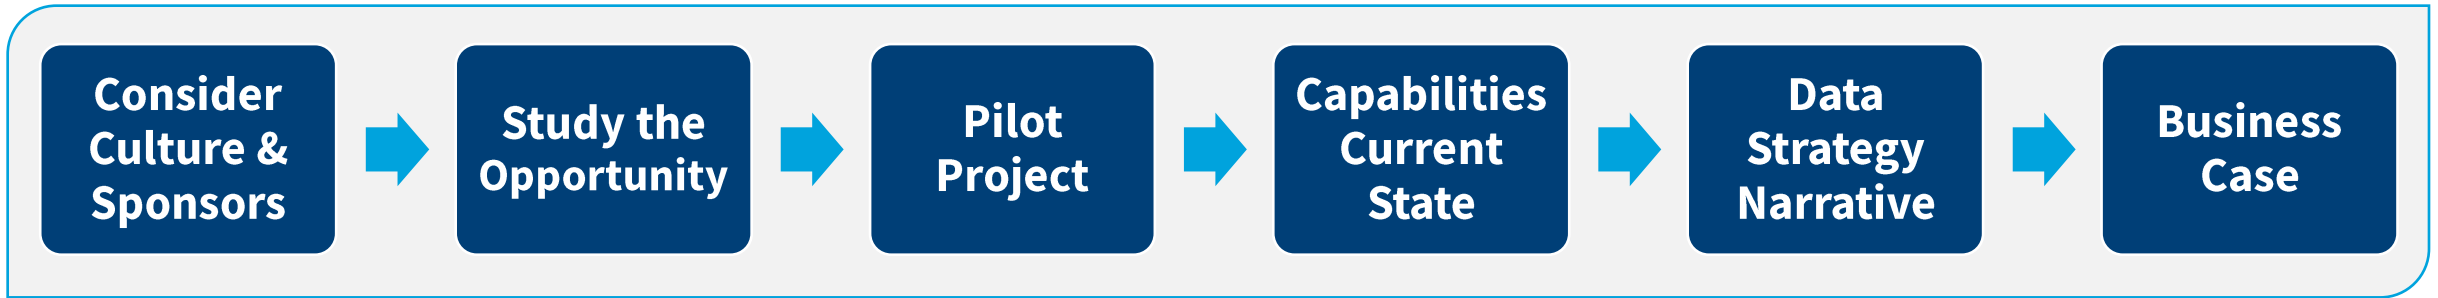 Consider
Culture &
Sponsors
Study the
Opportunity
Pilot
Project
Capabilities
Current
State
Data
Strategy
Narrative
Business
Case